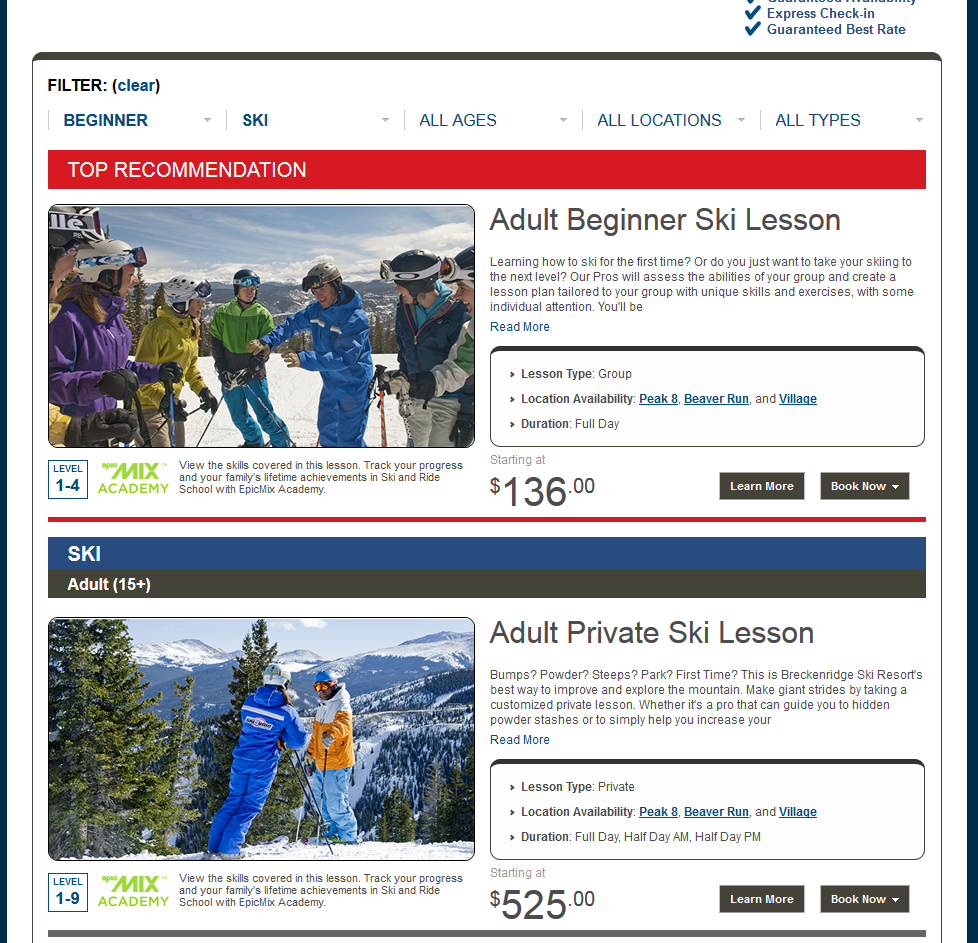 Guaranteed Availability
Express Check-in
Guaranteed Best Rate
FILTER: (clear)
BEGINNER
SKI
ALL AGES
ALL LOCATIONS
ALL TYPES
TOP RECOMMENDATION
Adult Beginner Ski Lesson
Learning how to ski for the first time? Or do you just want to take your skiing to
the next level? Our Pros will assess the abilities of your group and create a
lesson plan tailored to your group with unique skills and exercises, with some
individual attention. You'll be
Read More
Lesson Type: Group
Location Availability: Peak 8, Beaver Run, and Village
Duration: Full Day
LEVEL
1-4
epic MIX™
ACADEMY
View the skills covered in this lesson. Track your progress
and your family's lifetime achievements in Ski and Ride
School with EpicMix Academy.
Starting at
$136.00
Learn More
Book Now
SKI
Adult (15+)
Adult Private Ski Lesson
Bumps? Powder? Steeps? Park? First Time? This is Breckenridge Ski Resort's
best way to improve and explore the mountain. Make giant strides by taking a
customized private lesson. Whether it's a pro that can guide you to hidden
powder stashes or to simply help you increase your
Read More
Lesson Type: Private
Location Availability: Peak 8, Beaver Run, and Village
Duration: Full Day, Half Day AM, Half Day PM
LEVEL
1-9
epic MIX™
ACADEMY
View the skills covered in this lesson. Track your progress
and your family's lifetime achievements in Ski and Ride
School with EpicMix Academy.
Starting at
$525.00
Learn More
Book Now